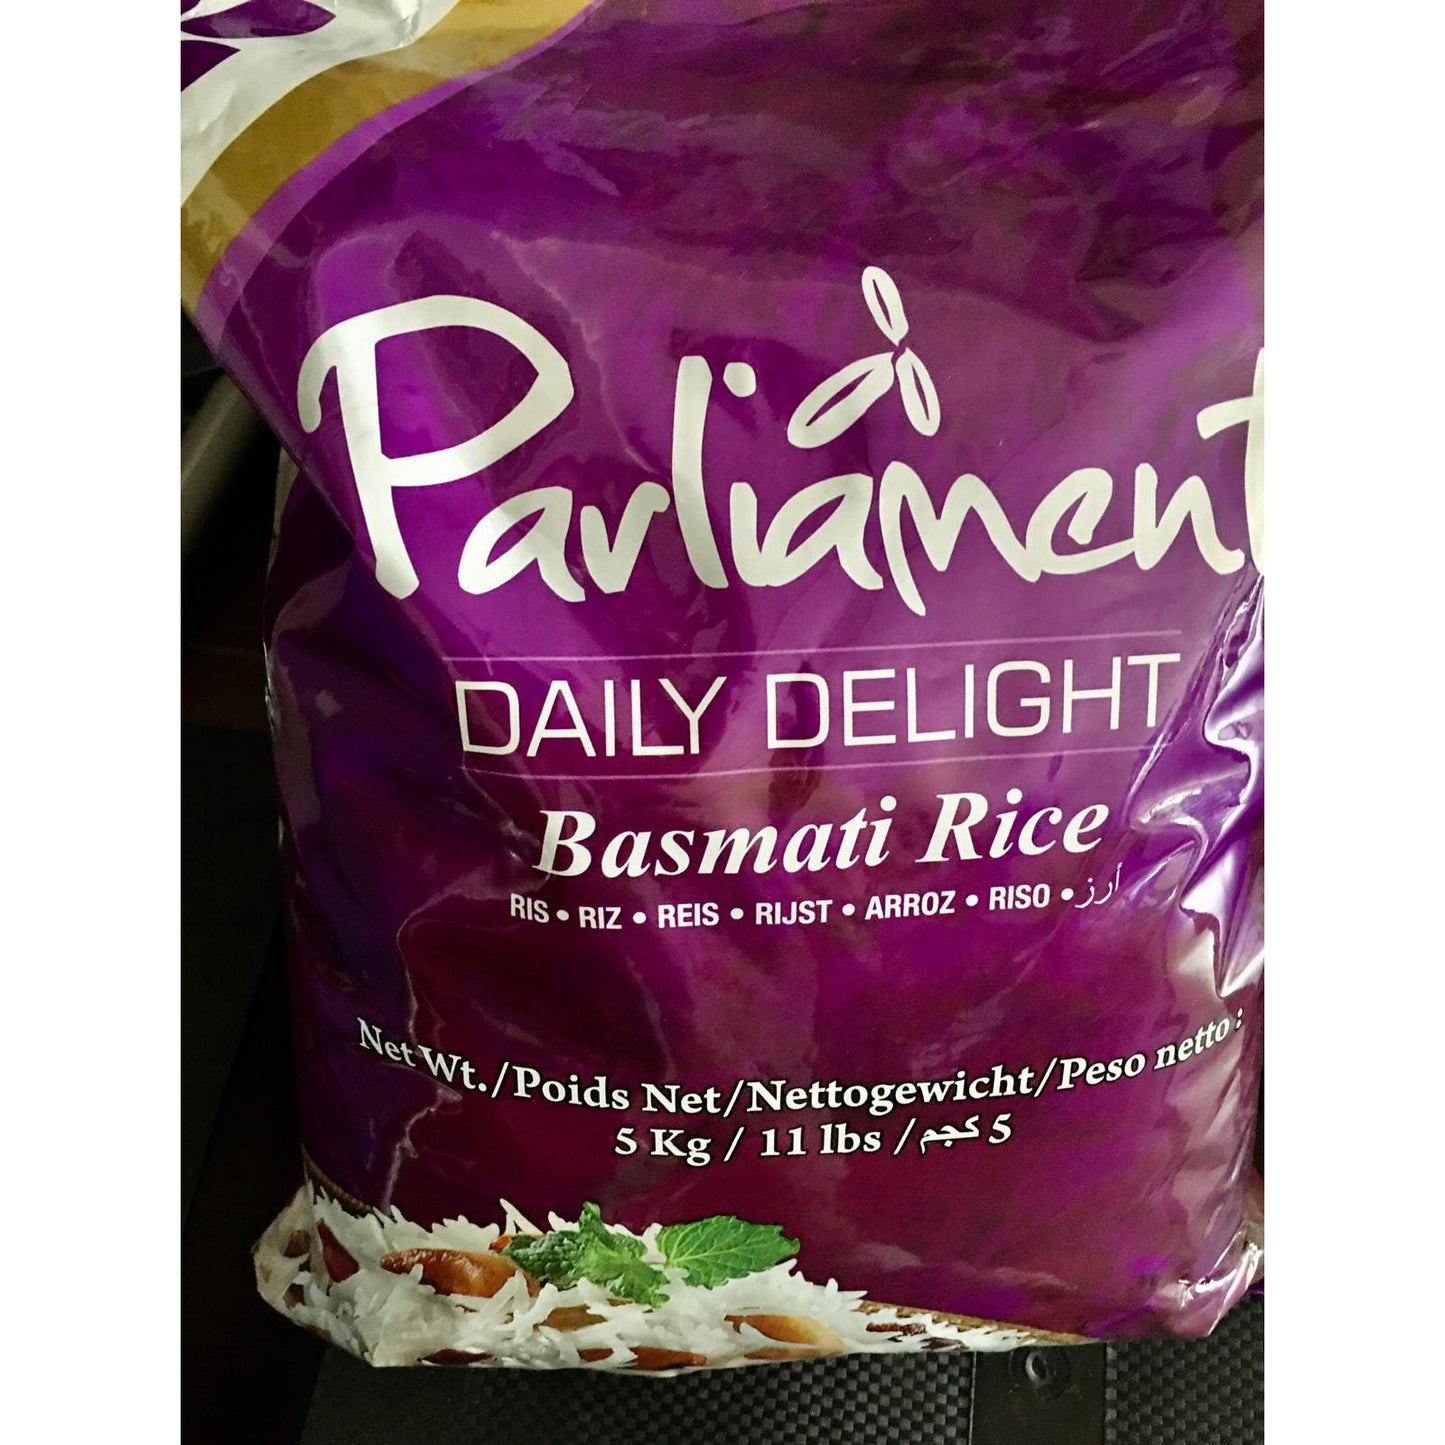 Parliament
DAILY DELIGHT
Basmati Rice
RIS • RIZ • REIS • RIJST • ARROZ • RISO • أرز
Net Wt./Poids Net/Nettogewicht/Peso netto :
5 Kg / 11 lbs / 5 كجم